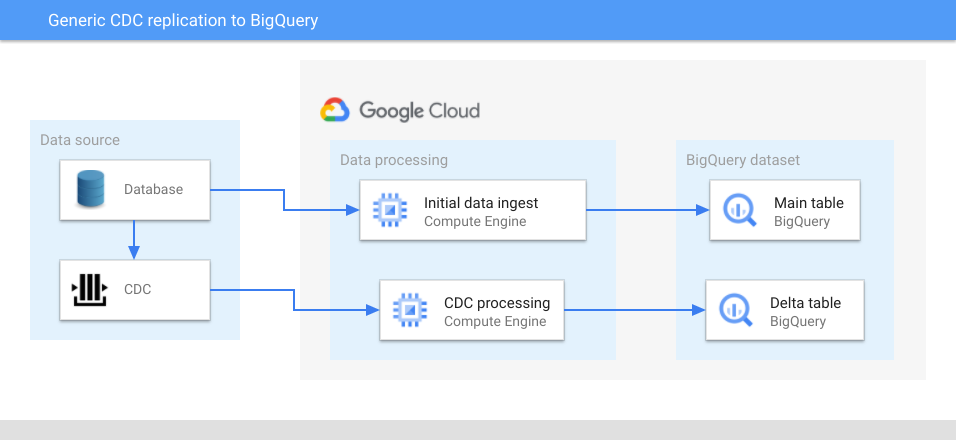 Generic CDC replication to BigQuery
Google Cloud
Data source
Database
CDC
Data processing
Initial data ingest
Compute Engine
CDC processing
Compute Engine
BigQuery dataset
Main table
BigQuery
Delta table
BigQuery